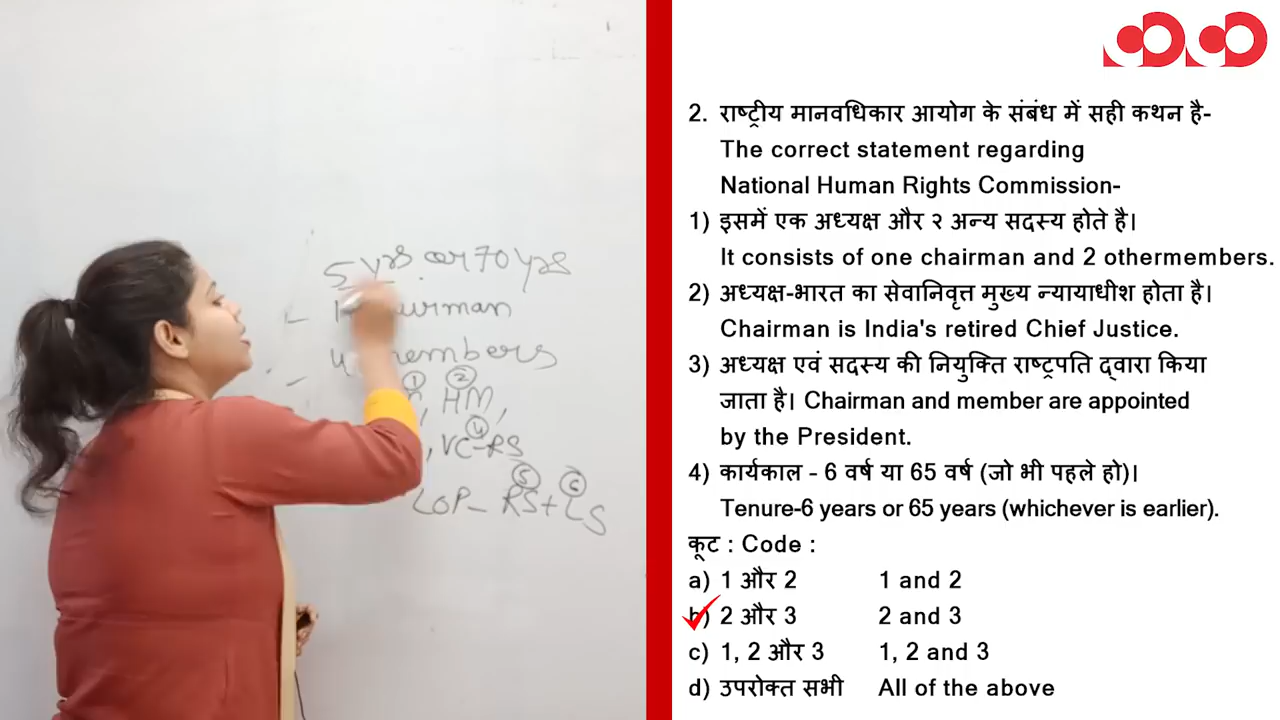 5 yrs or 70 yrs
members
① ②
HM,
④
VC-RS
⑤ ⑥
LOP- RS + LS
2. राष्ट्रीय मानवधिकार आयोग के संबंध में सही कथन है-
The correct statement regarding
National Human Rights Commission-
1) इसमें एक अध्यक्ष और २ अन्य सदस्य होते है।
It consists of one chairman and 2 othermembers.
2) अध्यक्ष-भारत का सेवानिवृत्त मुख्य न्यायाधीश होता है।
Chairman is India's retired Chief Justice.
3) अध्यक्ष एवं सदस्य की नियुक्ति राष्ट्रपति द्वारा किया
जाता है। Chairman and member are appointed
by the President.
4) कार्यकाल - 6 वर्ष या 65 वर्ष (जो भी पहले हो)।
Tenure-6 years or 65 years (whichever is earlier).
कूट : Code :
a) 1 और 2 1 and 2
b) 2 और 3 2 and 3
c) 1, 2 और 3 1, 2 and 3
d) उपरोक्त सभी All of the above